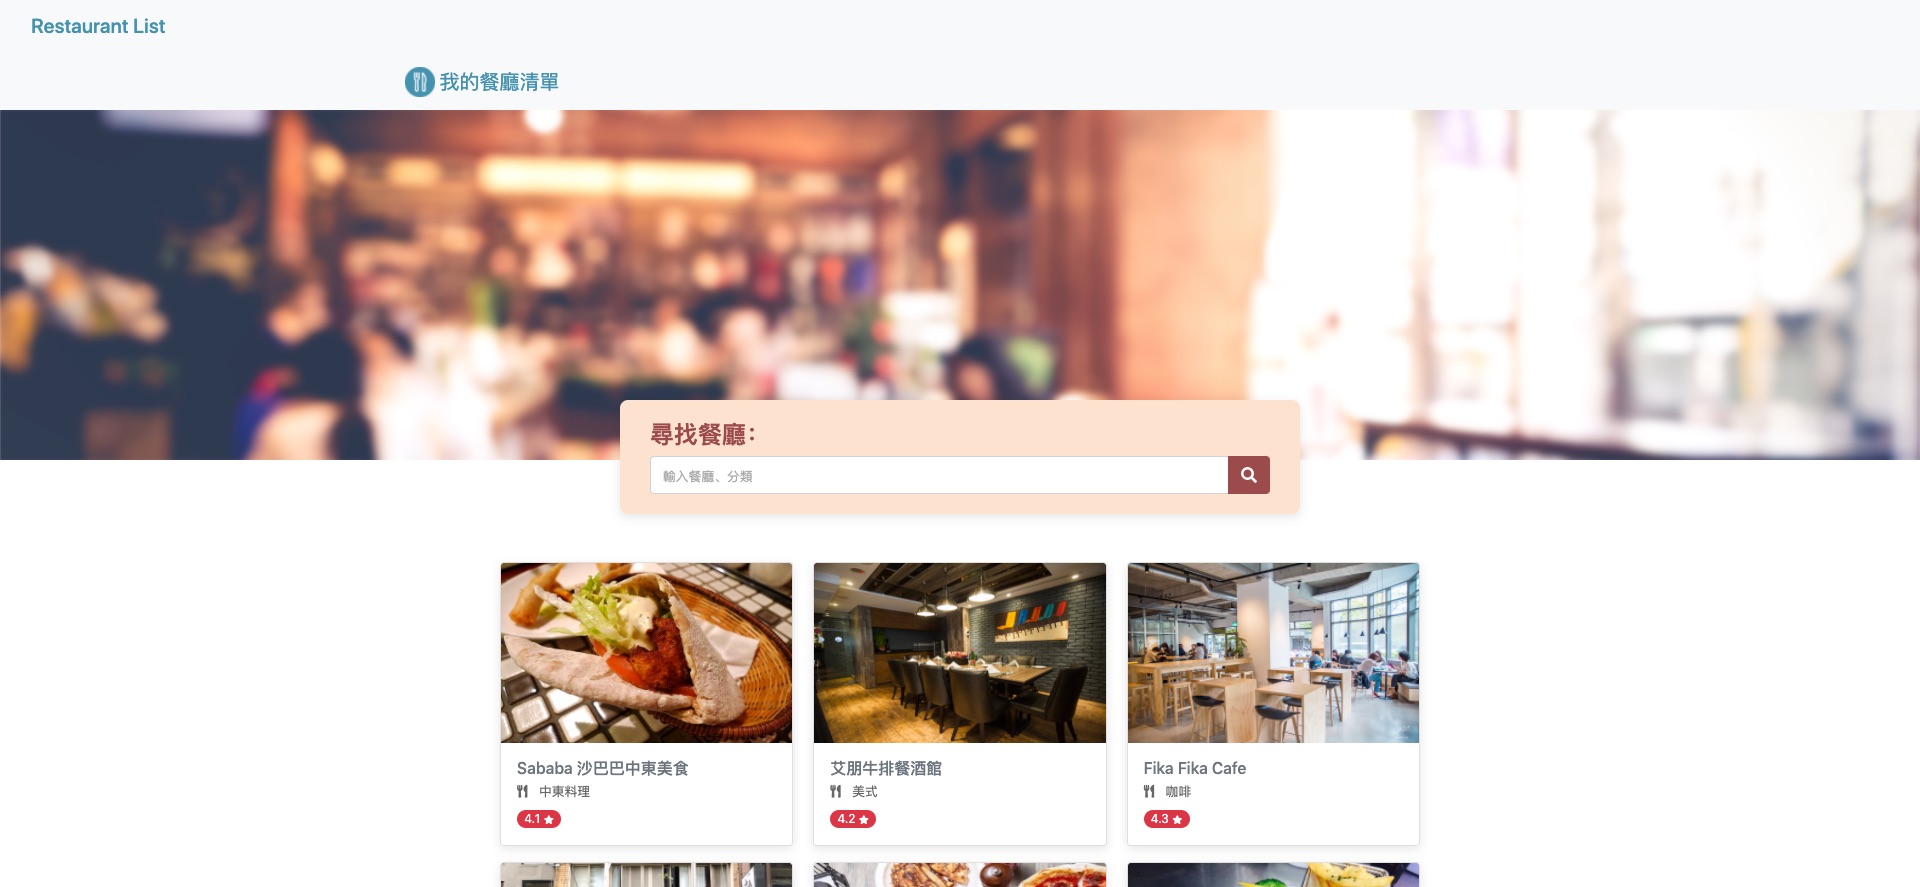 Restaurant List
我的餐廳清單
尋找餐廳：
輸入餐廳、分類
Sababa 沙巴巴中東美食
中東料理
4.1
艾朋牛排餐酒館
美式
4.2
Fika Fika Cafe
咖啡
4.3